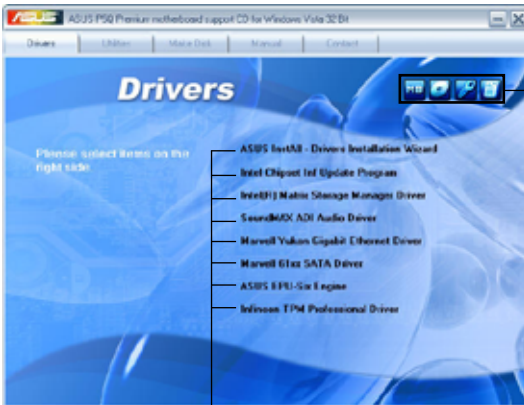 ASUS P5Q Premium motherboard support CD for Windows Vista 32 Bit
Drivers
Utilities
Make Disk
Manual
Contact
Drivers
Please select items on the
right side
ASUS InstAll - Drivers Installation Wizard
Intel Chipset Inf Update Program
Intel(R) Matrix Storage Manager Driver
SoundMAX ADI Audio Driver
Marvell Yukon Gigabit Ethernet Driver
Marvell 61xx SATA Driver
ASUS EPU-Six Engine
Infineon TPM Professional Driver